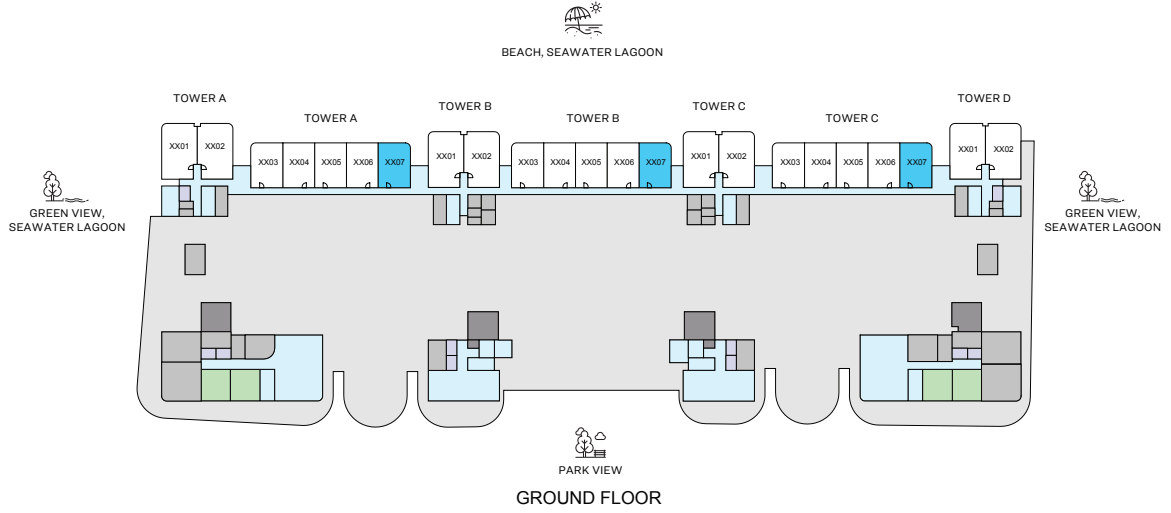 BEACH, SEAWATER LAGOON
TOWER A
TOWER A
TOWER B
TOWER B
TOWER C
TOWER C
TOWER D
XX01 XX02
XX03 XX04 XX05 XX06 XX07
XX01 XX02
XX03 XX04 XX05 XX06 XX07
XX01 XX02
XX03 XX04 XX05 XX06 XX07
XX01 XX02
GREEN VIEW,
SEAWATER LAGOON
GREEN VIEW,
SEAWATER LAGOON
PARK VIEW
GROUND FLOOR